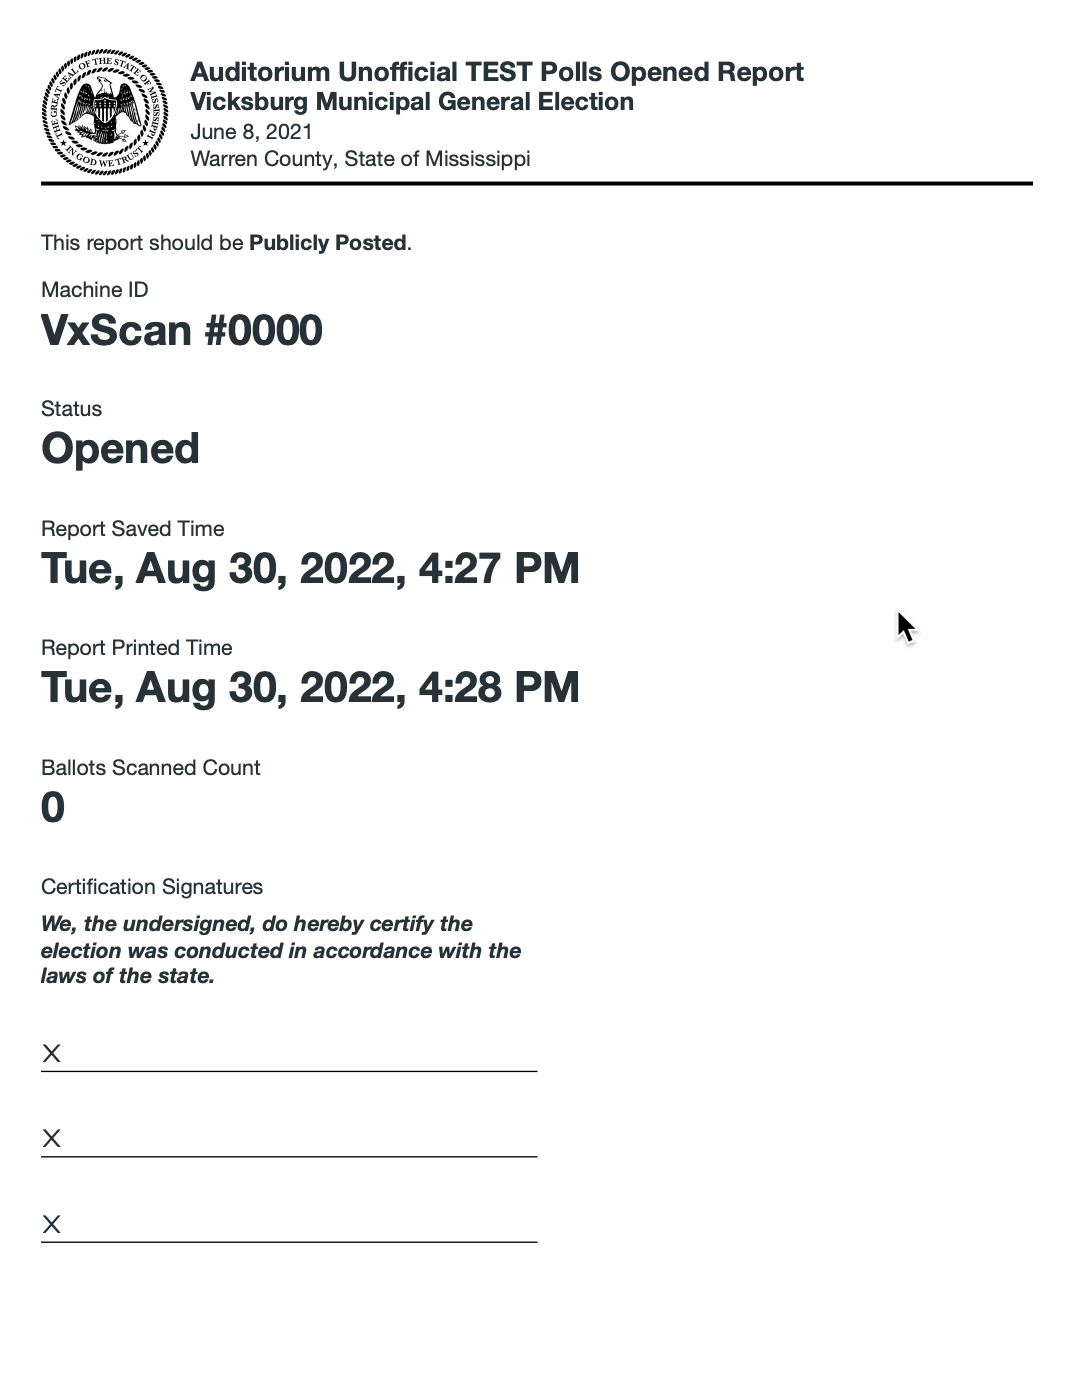 THE GREAT SEAL OF THE STATE OF MISSISSIPPI
★ IN GOD WE TRUST ★
Auditorium Unofficial TEST Polls Opened Report
Vicksburg Municipal General Election
June 8, 2021
Warren County, State of Mississippi
This report should be Publicly Posted.
Machine ID
VxScan #0000
Status
Opened
Report Saved Time
Tue, Aug 30, 2022, 4:27 PM
Report Printed Time
Tue, Aug 30, 2022, 4:28 PM
Ballots Scanned Count
0
Certification Signatures
We, the undersigned, do hereby certify the
election was conducted in accordance with the
laws of the state.
X
X
X